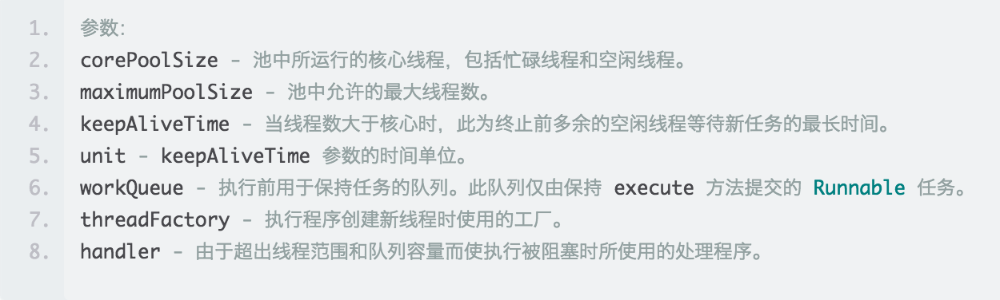 1. 参数：
2. corePoolSize - 池中所运行的核心线程，包括忙碌线程和空闲线程。
3. maximumPoolSize - 池中允许的最大线程数。
4. keepAliveTime - 当线程数大于核心时，此为终止前多余的空闲线程等待新任务的最长时间。
5. unit - keepAliveTime 参数的时间单位。
6. workQueue - 执行前用于保持任务的队列。此队列仅由保持 execute 方法提交的 Runnable 任务。
7. threadFactory - 执行程序创建新线程时使用的工厂。
8. handler - 由于超出线程范围和队列容量而使执行被阻塞时所使用的处理程序。